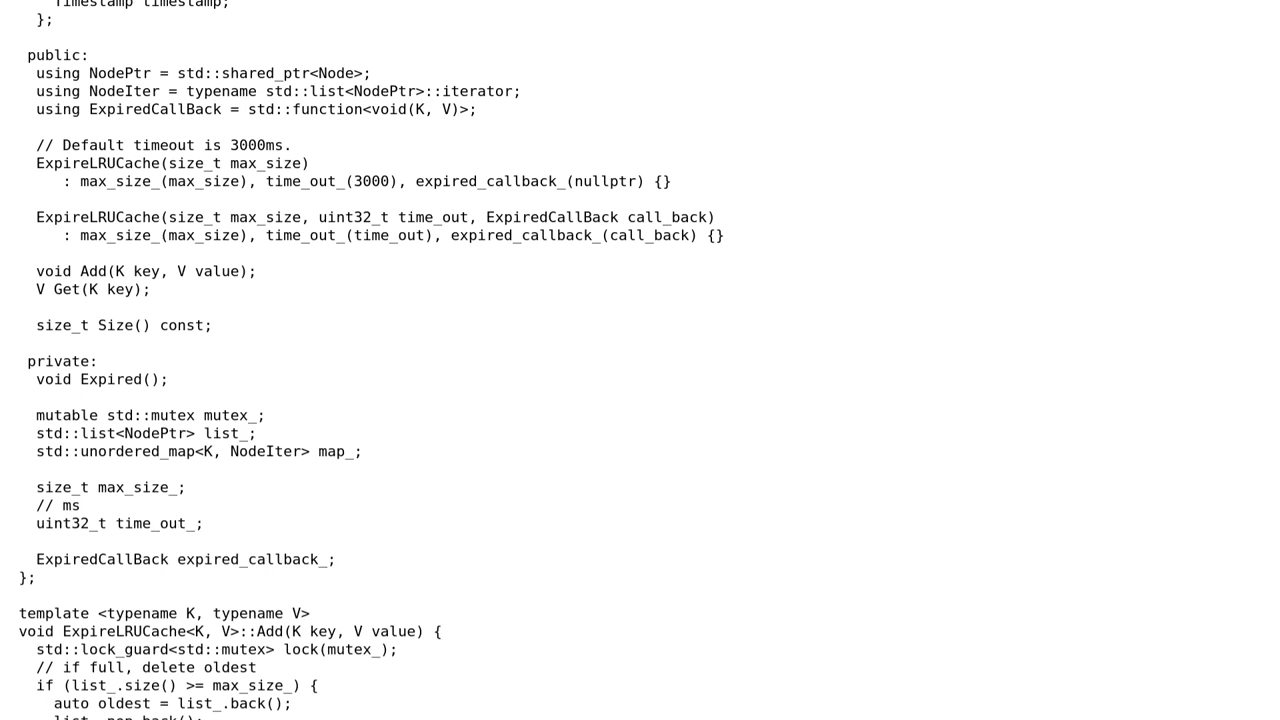 Timestamp timestamp;
};
public:
using NodePtr = std::shared_ptr<Node>;
using NodeIter = typename std::list<NodePtr>::iterator;
using ExpiredCallBack = std::function<void(K, V)>;
// Default timeout is 3000ms.
ExpireLRUCache(size_t max_size)
: max_size_(max_size), time_out_(3000), expired_callback_(nullptr) {}
ExpireLRUCache(size_t max_size, uint32_t time_out, ExpiredCallBack call_back)
: max_size_(max_size), time_out_(time_out), expired_callback_(call_back) {}
void Add(K key, V value);
V Get(K key);
size_t Size() const;
private:
void Expired();
mutable std::mutex mutex_;
std::list<NodePtr> list_;
std::unordered_map<K, NodeIter> map_;
size_t max_size_;
// ms
uint32_t time_out_;
ExpiredCallBack expired_callback_;
};
template <typename K, typename V>
void ExpireLRUCache<K, V>::Add(K key, V value) {
std::lock_guard<std::mutex> lock(mutex_);
// if full, delete oldest
if (list_.size() >= max_size_) {
auto oldest = list_.back();
list_.pop_back();